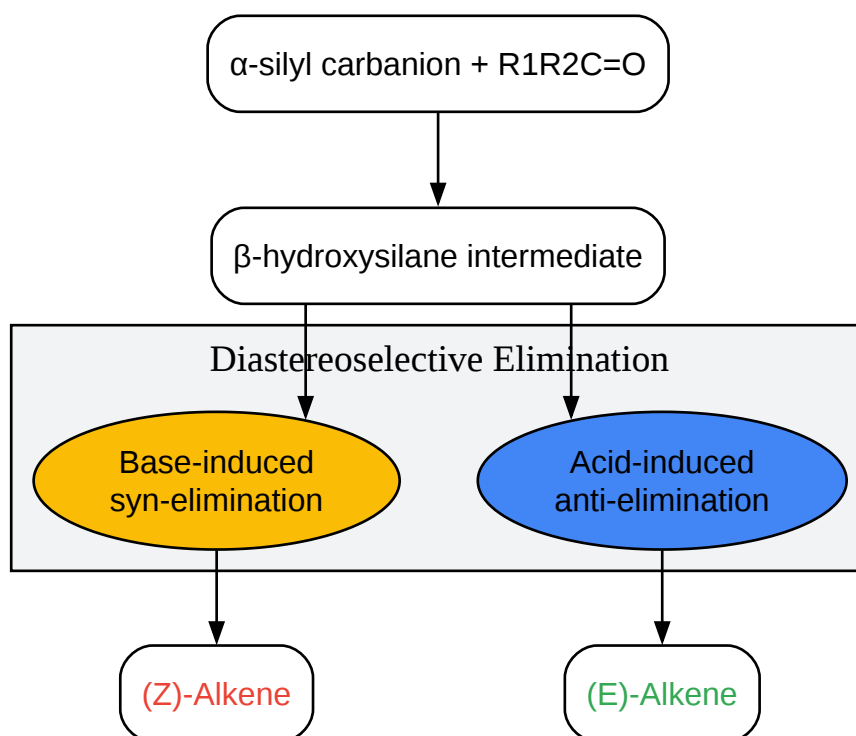 α-silyl carbanion + R1R2C=O
β-hydroxysilane intermediate
Diastereoselective Elimination
Base-induced
syn-elimination
Acid-induced
anti-elimination
(Z)-Alkene
(E)-Alkene